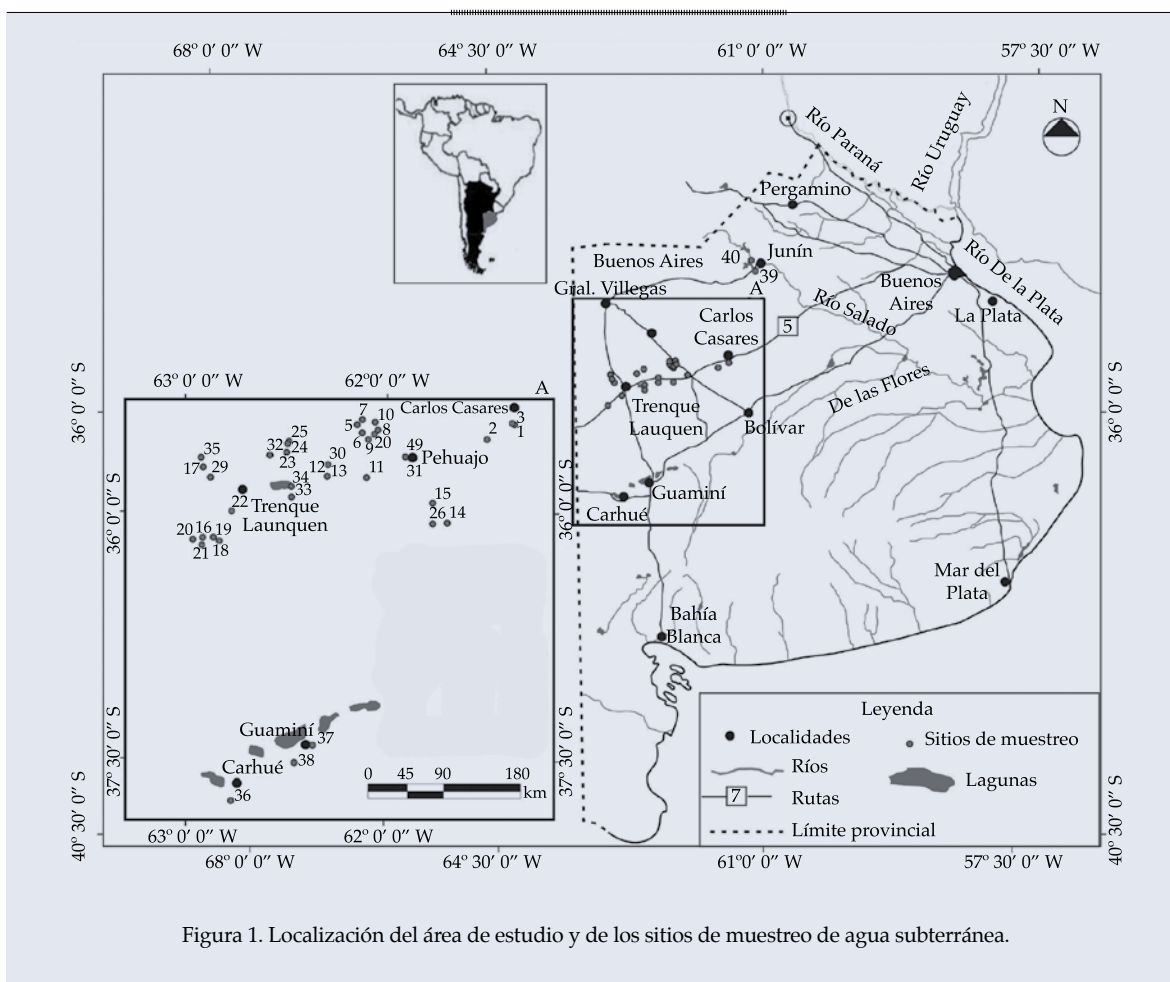 68º 0′ 0″ W
64º 30′ 0″ W
61º 0′ 0″ W
57º 30′ 0″ W
N
Río Paraná
Río Uruguay
Pergamino
Río De la Plata
Buenos Aires
40
Junín
39
Buenos
Aires
La Plata
Gral. Villegas
A
Río Salado
Carlos
Casares
5
De las Flores
Trenque
Lauquen
Bolívar
Guaminí
Carhué
Mar del
Plata
Bahía
Blanca
36º 0′ 0″ S
36º 0′ 0″ S
63º 0′ 0″ W
62º 0′ 0″ W
A
Carlos Casares
3
1
2
7
10
5
8
6
20
9
25
32
24
23
30
12
13
11
49
Pehuajo
31
35
17
29
34
33
22
Trenque
Launquen
15
26
14
20
16
19
21
18
36º 0′ 0″ S
36º 0′ 0″ S
Guaminí
37
38
Carhué
36
0
45
90
180
km
37º 30′ 0″ S
37º 30′ 0″ S
63º 0′ 0″ W
62º 0′ 0″ W
40º 30′ 0″ S
40º 30′ 0″ S
Leyenda
Localidades
Sitios de muestreo
Ríos
Lagunas
7
Rutas
Límite provincial
68º 0′ 0″ W
64º 30′ 0″ W
61º0′ 0″ W
57º 30′ 0″ W
Figura 1. Localización del área de estudio y de los sitios de muestreo de agua subterránea.